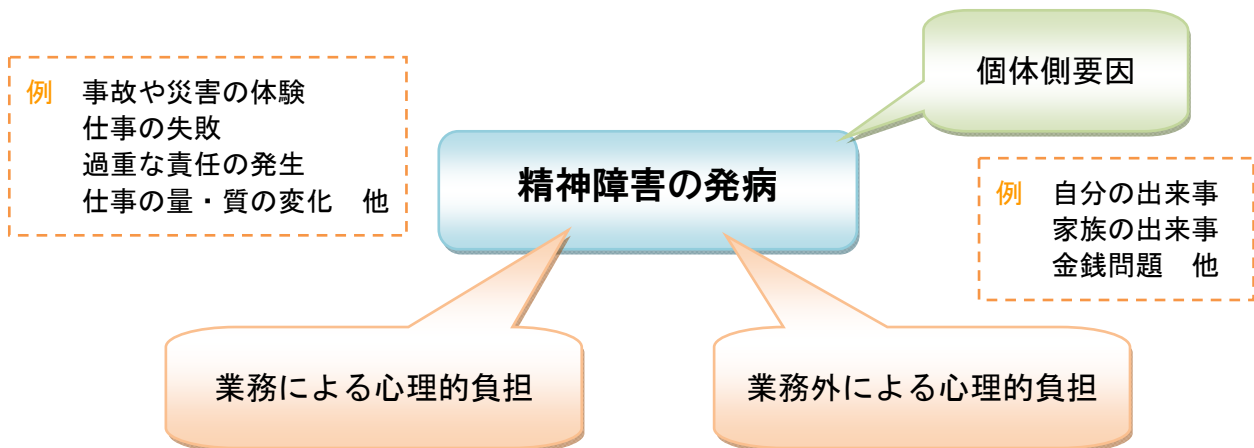 個体側要因
例　事故や災害の体験
仕事の失敗
過重な責任の発生
仕事の量・質の変化　他
精神障害の発病
例　自分の出来事
家族の出来事
金銭問題　他
業務による心理的負担
業務外による心理的負担